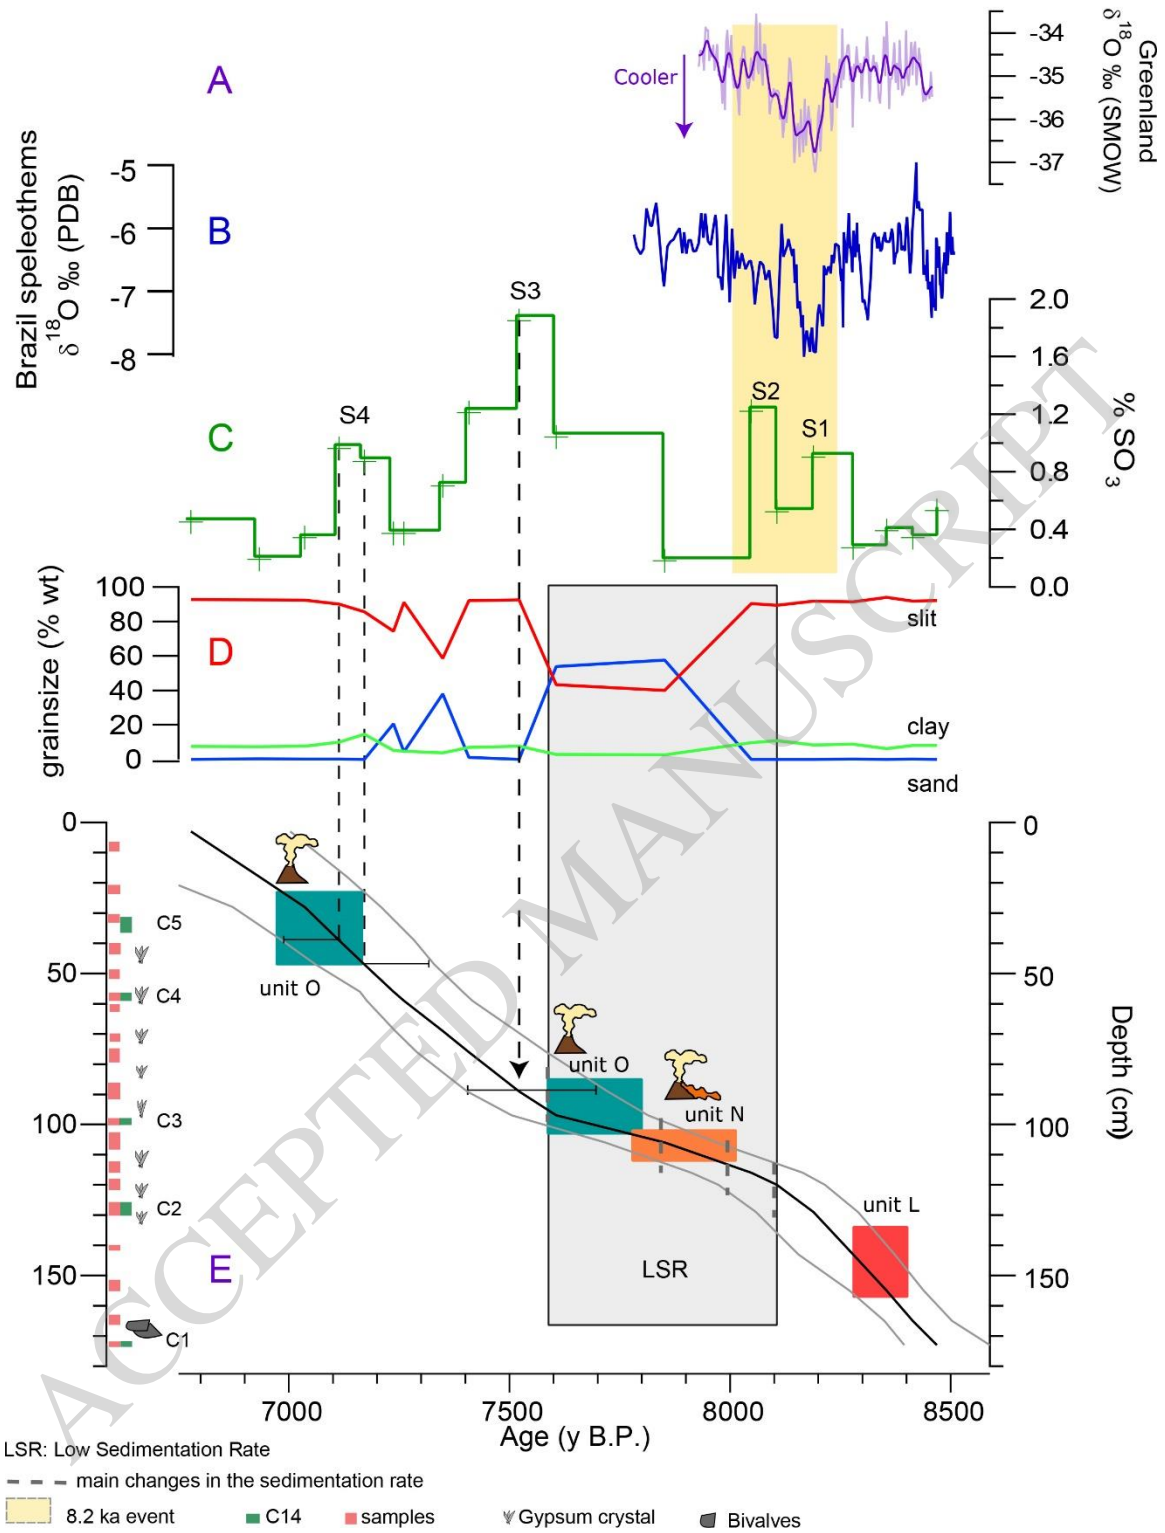 A
Cooler
-34
-35
-36
-37
δ18O ‰ (SMOW)
Greenland
Brazil speleothems
δ18O ‰ (PDB)
-5
-6
-7
-8
B
S3
2.0
1.6
1.2
0.8
0.4
0.0
% SO3
C
S4
S2
S1
grainsize (% wt)
100
80
60
40
20
0
D
slit
clay
sand
0
50
100
150
C5
C4
C3
C2
C1
unit O
unit O
unit N
unit L
LSR
E
0
50
100
150
Depth (cm)
7000
7500
8000
8500
Age (y B.P.)
ACCEPTED MANUSCRIPT
LSR: Low Sedimentation Rate
main changes in the sedimentation rate
8.2 ka event
C14
samples
Gypsum crystal
Bivalves